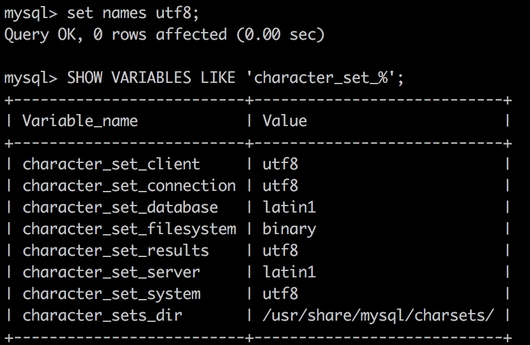 mysql> set names utf8;
Query OK, 0 rows affected (0.00 sec)
mysql> SHOW VARIABLES LIKE 'character_set_%';
+--------------------------+----------------------------+
| Variable_name            | Value                      |
+--------------------------+----------------------------+
| character_set_client     | utf8                       |
| character_set_connection | utf8                       |
| character_set_database   | latin1                     |
| character_set_filesystem | binary                     |
| character_set_results    | utf8                       |
| character_set_server     | latin1                     |
| character_set_system     | utf8                       |
| character_sets_dir       | /usr/share/mysql/charsets/ |
+--------------------------+----------------------------+